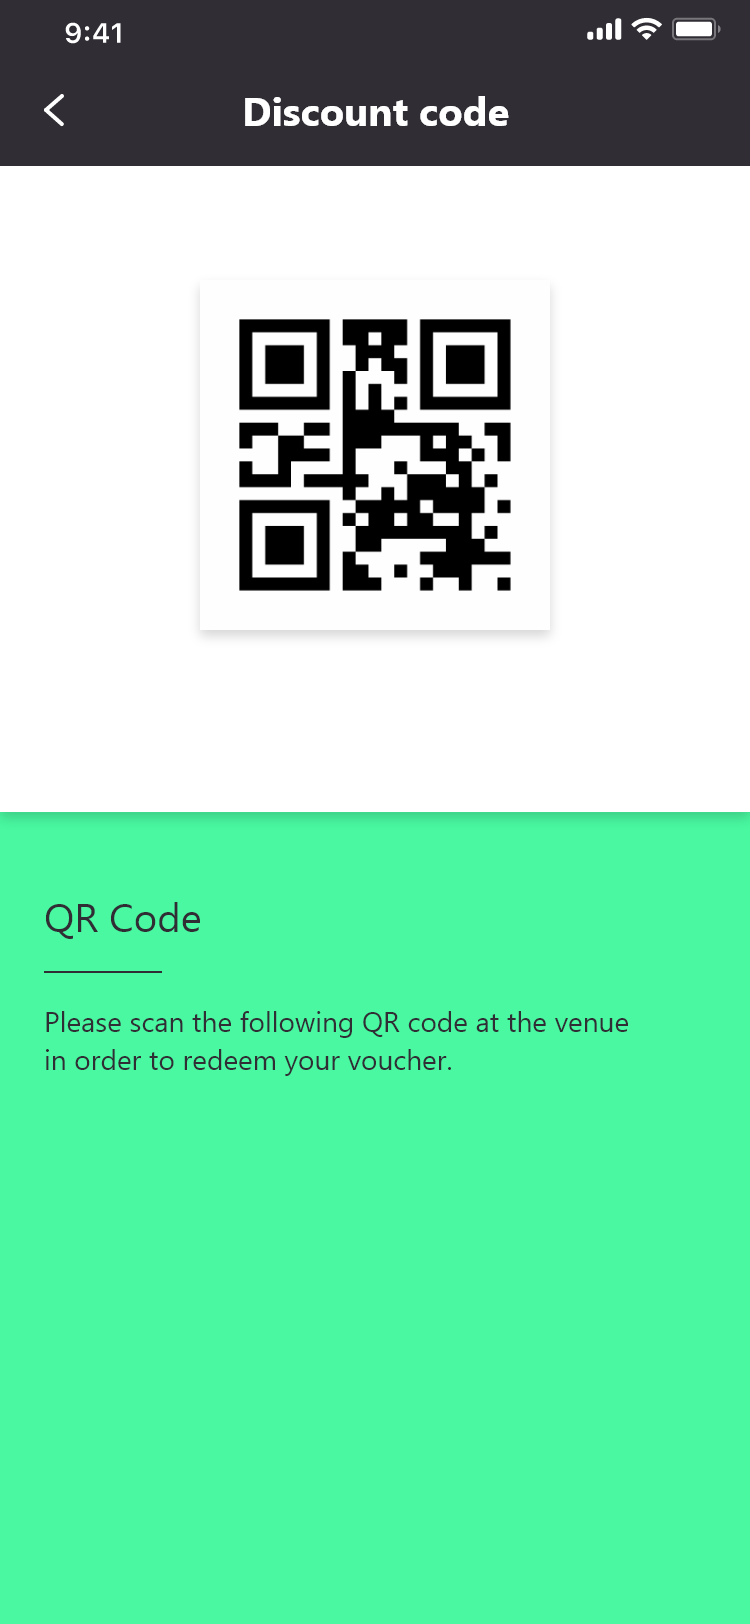 9:41
Discount code
QR Code
Please scan the following QR code at the venue
in order to redeem your voucher.